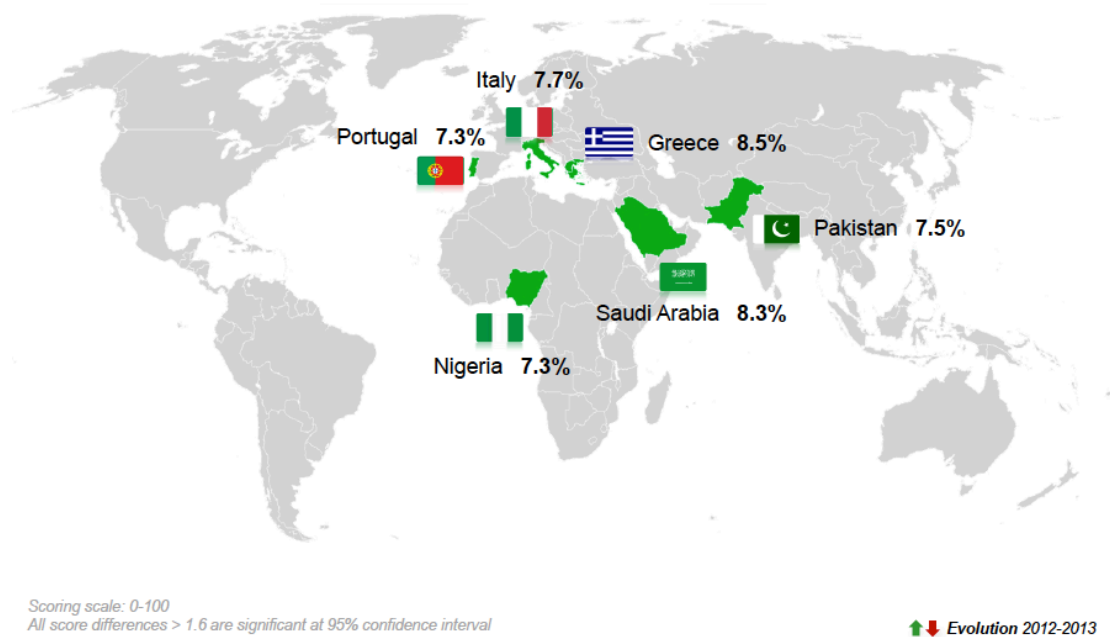 Italy 7.7%
Portugal 7.3%
Greece 8.5%
Pakistan 7.5%
Saudi Arabia 8.3%
Nigeria 7.3%
Scoring scale: 0-100
All score differences > 1.6 are significant at 95% confidence interval
Evolution 2012-2013